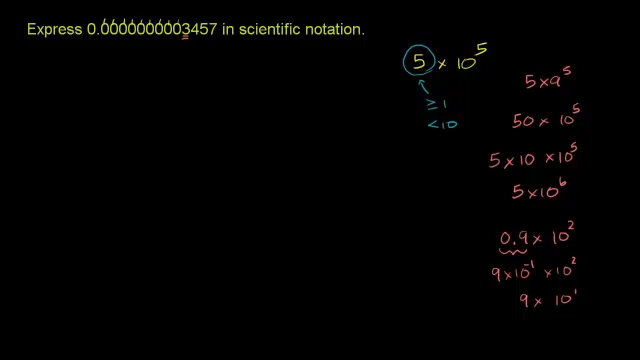 Express 0.00000000003457 in scientific notation.
5 × 10^5
≥ 1
< 10
5 × 9^5
50 × 10^5
5 × 10 × 10^5
5 × 10^6
0.9 × 10^2
9 × 10^-1 × 10^2
9 × 10^1